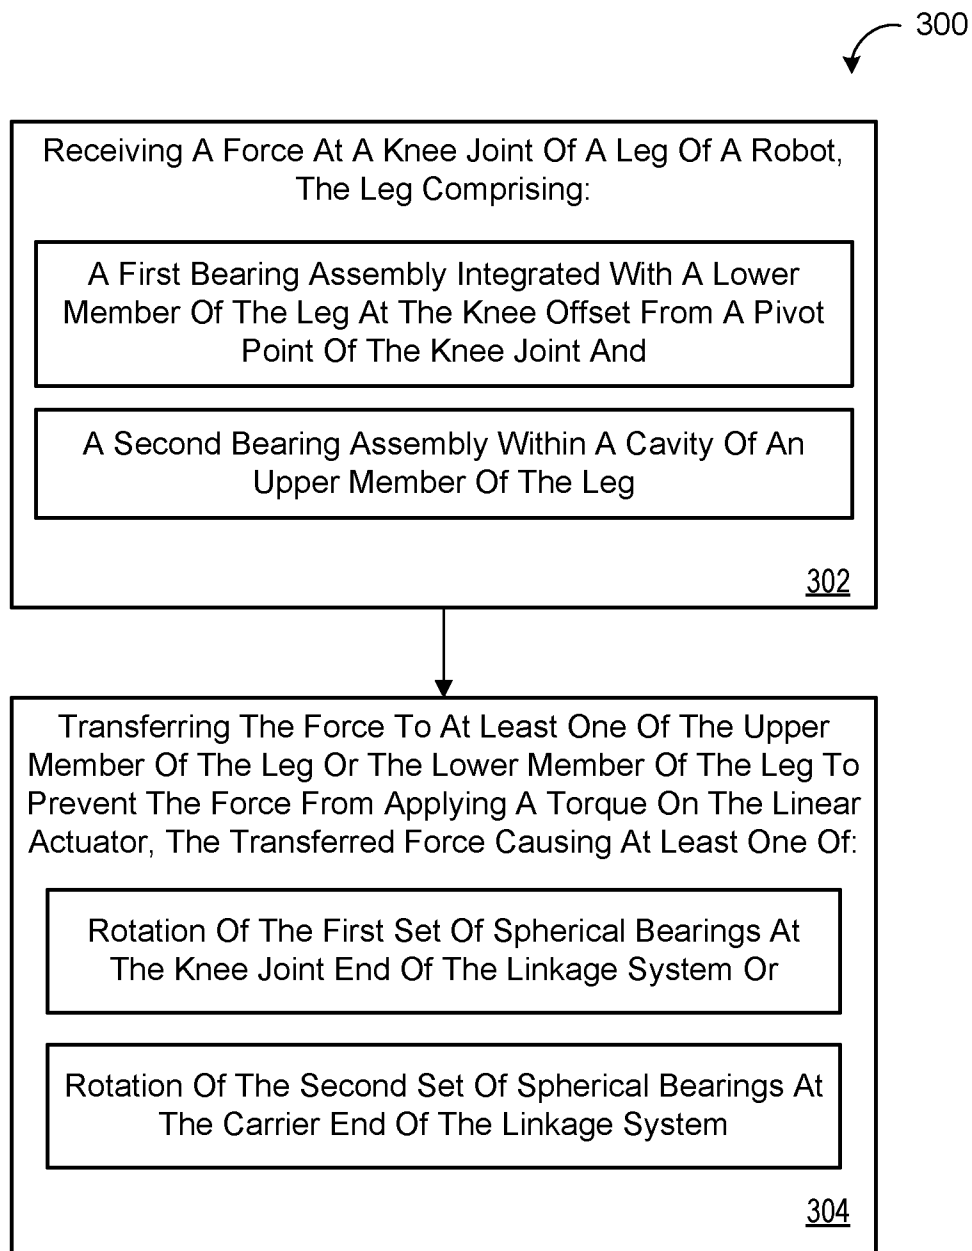 300
Receiving A Force At A Knee Joint Of A Leg Of A Robot,
The Leg Comprising:
A First Bearing Assembly Integrated With A Lower
Member Of The Leg At The Knee Offset From A Pivot
Point Of The Knee Joint And
A Second Bearing Assembly Within A Cavity Of An
Upper Member Of The Leg
302
Transferring The Force To At Least One Of The Upper
Member Of The Leg Or The Lower Member Of The Leg To
Prevent The Force From Applying A Torque On The Linear
Actuator, The Transferred Force Causing At Least One Of:
Rotation Of The First Set Of Spherical Bearings At
The Knee Joint End Of The Linkage System Or
Rotation Of The Second Set Of Spherical Bearings At
The Carrier End Of The Linkage System
304